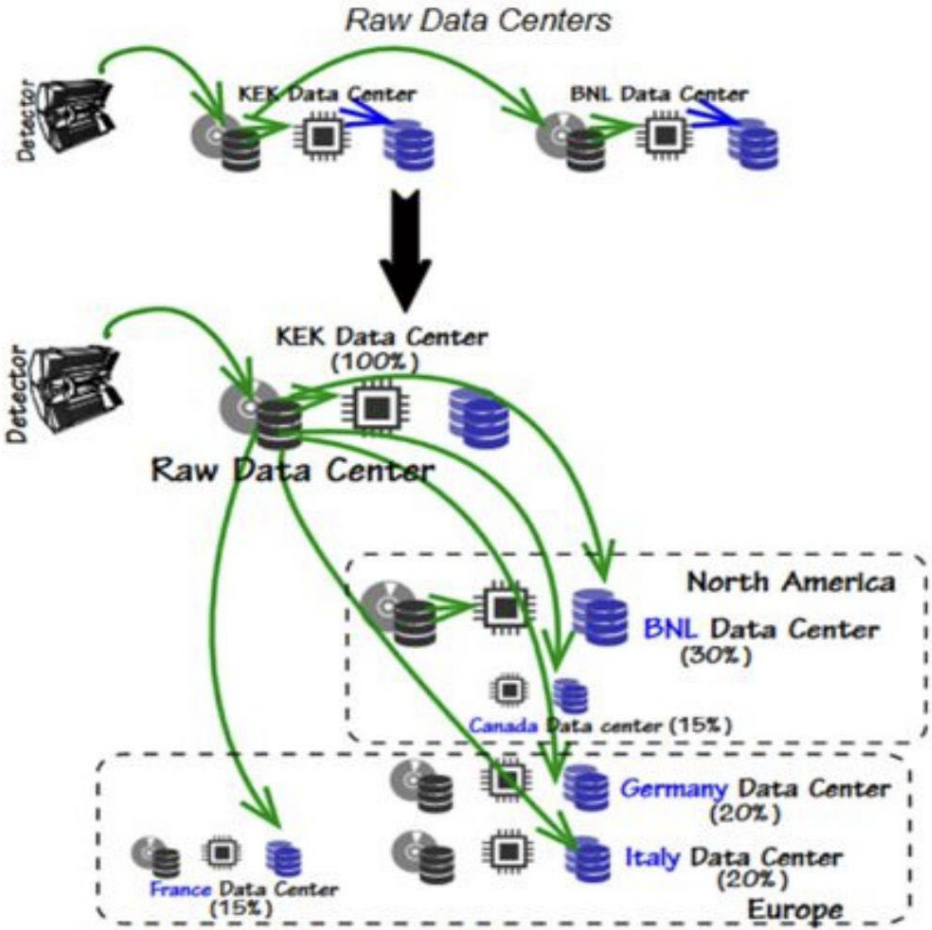 Raw Data Centers
Detector
KEK Data Center
BNL Data Center
Detector
KEK Data Center
(100%)
Raw Data Center
North America
BNL Data Center
(30%)
Canada Data center (15%)
Germany Data Center
(20%)
Italy Data Center
(20%)
France Data Center
(15%)
Europe